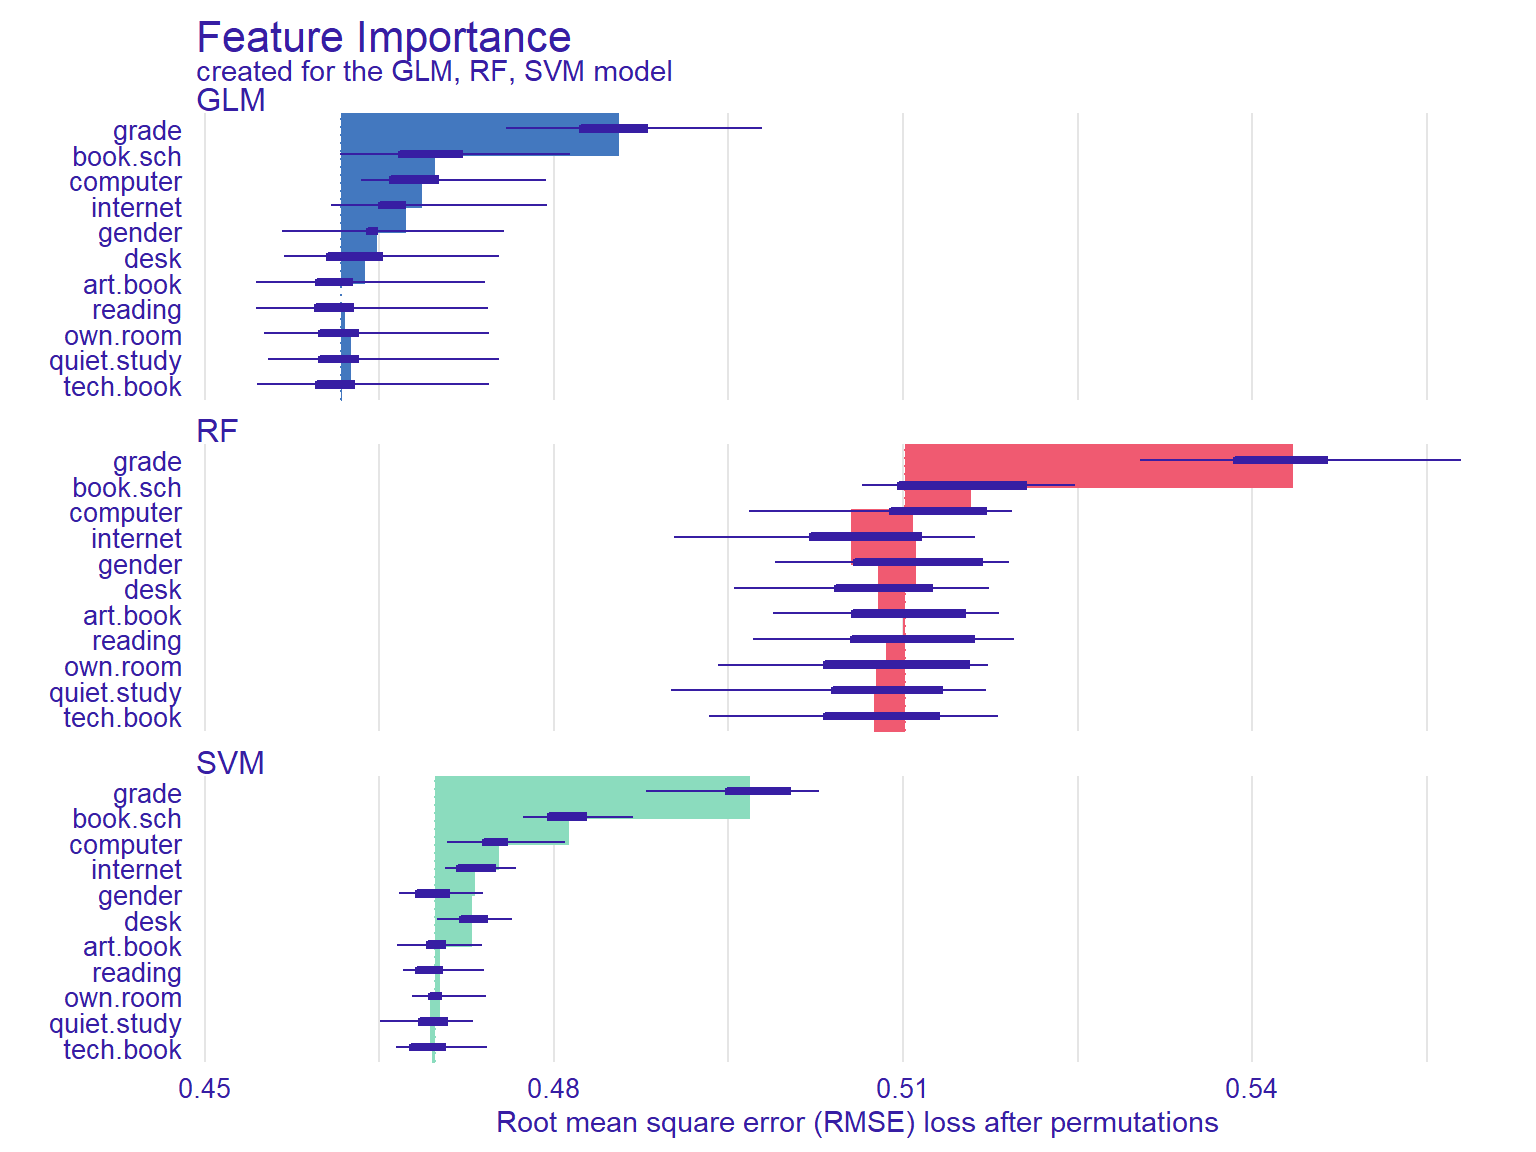 Feature Importance
created for the GLM, RF, SVM model
GLM
grade
book.sch
computer
internet
gender
desk
art.book
reading
own.room
quiet.study
tech.book
RF
grade
book.sch
computer
internet
gender
desk
art.book
reading
own.room
quiet.study
tech.book
SVM
grade
book.sch
computer
internet
gender
desk
art.book
reading
own.room
quiet.study
tech.book
0.45 0.48 0.51 0.54
Root mean square error (RMSE) loss after permutations